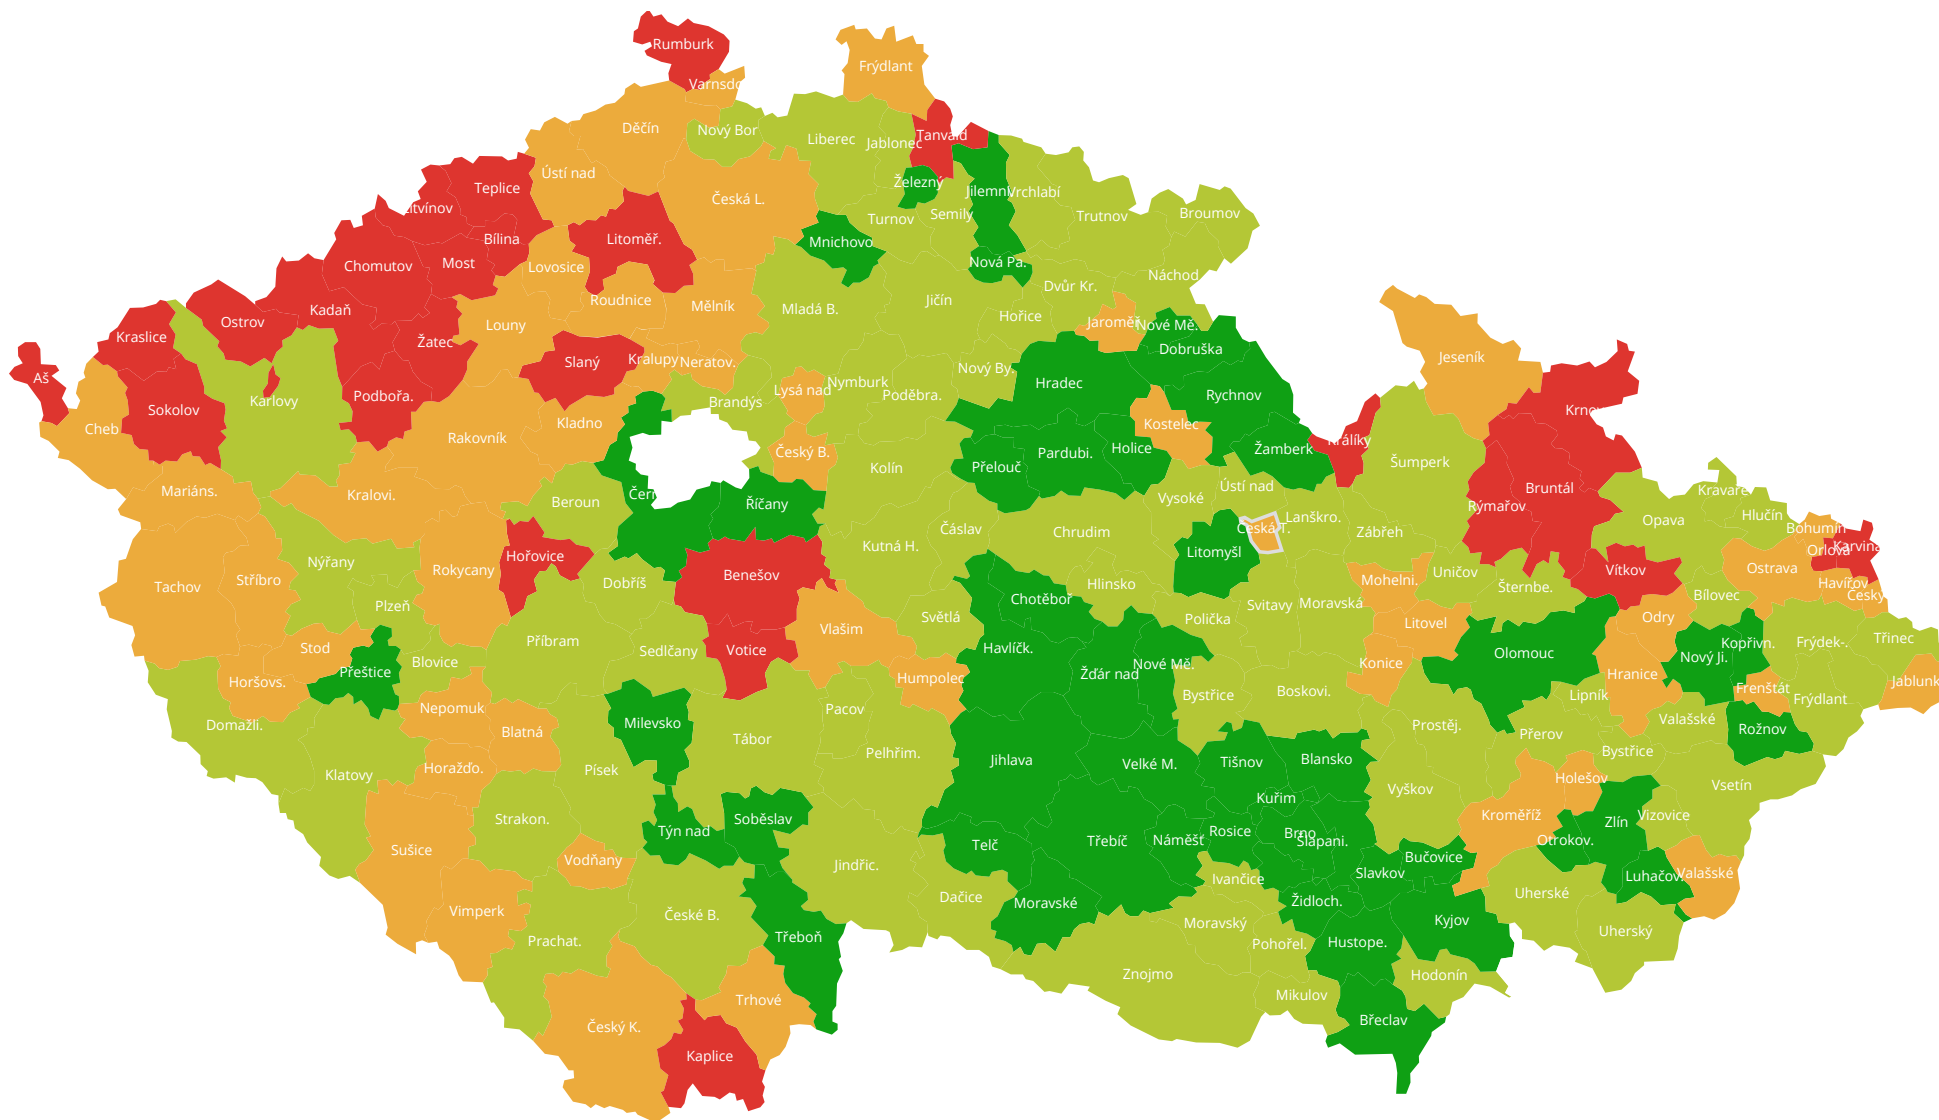 Rumburk
Frýdlant
Varnsdo
Děčín
Nový Bor
Liberec
Jablonec
Tanvald
Teplice
Ústí nad
Železný
Jilemni
Vrchlabí
Česká L.
itvínov
Turnov
Semily
Trutnov
Broumov
Bílina
Litoměř.
Mnichovo
Chomutov
Most
Lovosice
Nová Pa.
Náchod
Dvůr Kr.
Kadaň
Roudnice
Mělník
Mladá B.
Jičín
Hořice
Ostrov
Louny
Jaroměř
Nové Mě.
Kraslice
Žatec
Dobruška
Jeseník
Slaný
Kralupy
Neratov.
Nový By.
Hradec
Aš
Nymburk
Lysá nad
Poděbra.
Rychnov
Podbořa.
Karlovy
Brandýs
Sokolov
Krnov
Cheb
Kladno
Kostelec
Rakovník
Králíky
Český B.
Pardubi.
Holice
Žamberk
Kolín
Přelouč
Šumperk
Mariáns.
Kralovi.
Ústí nad
Bruntál
Kravaře
Beroun
Čern
Říčany
Vysoké
Rýmařov
Lanškro.
Hlučín
Opava
Čáslav
Chrudim
Česká T.
Zábřeh
Bohumín
Kutná H.
Karviná
Orlová
Hořovice
Litomyšl
Nýřany
Rokycany
Benešov
Vítkov
Ostrava
Uničov
Stříbro
Mohelni.
Havířov
Tachov
Dobříš
Hlinsko
Šternbe.
Český
Bílovec
Plzeň
Chotěboř
Svitavy
Moravská
Světlá
Polička
Odry
Litovel
Vlašim
Příbram
Třinec
Frýdek-.
Kopřivn.
Stod
Havlíčk.
Sedlčany
Votice
Olomouc
Nový Ji.
Blovice
Nové Mě.
Konice
Přeštice
Žďár nad
Hranice
Humpolec
Horšovs.
Jablunk
Frenštát
Boskovi.
Bystřice
Lipník
Frýdlant
Nepomuk
Pacov
Valašské
Domažli.
Milevsko
Prostěj.
Rožnov
Blatná
Přerov
Tábor
Pelhřim.
Bystřice
Jihlava
Blansko
Tišnov
Velké M.
Horažďo.
Písek
Klatovy
Holešov
Vsetín
Vyškov
Kuřim
Kroměříž
Vizovice
Strakon.
Soběslav
Zlín
Týn nad
Rosice
Brno
Náměšť
Třebíč
Šlapani.
Otrokov.
Telč
Sušice
Bučovice
Vodňany
Jindřic.
Slavkov
Valašské
Luhačov.
Ivančice
Uherské
Dačice
Židloch.
Moravské
Vimperk
České B.
Kyjov
Moravský
Uherský
Třeboň
Prachat.
Hustope.
Pohořel.
Znojmo
Hodonín
Mikulov
Trhové
Břeclav
Český K.
Kaplice